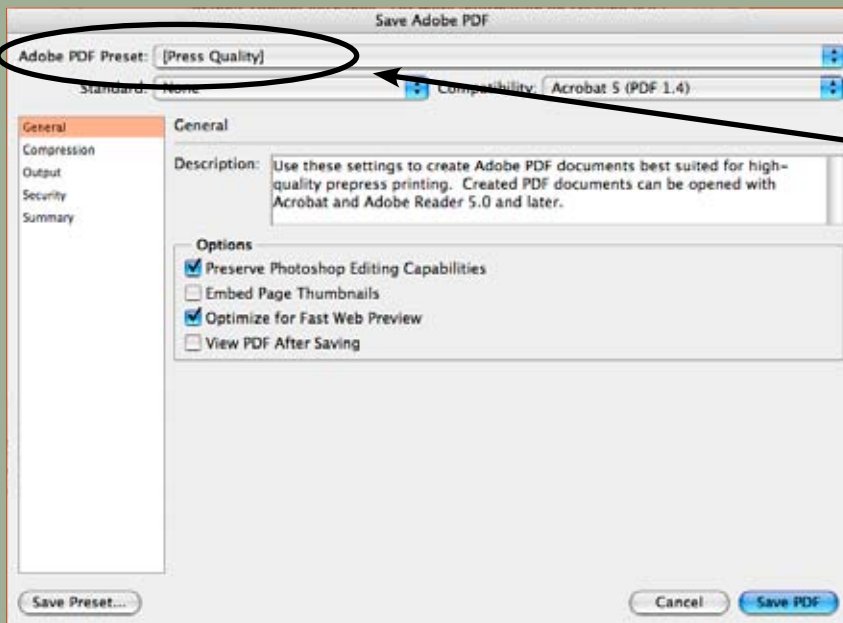 Save Adobe PDF
Adobe PDF Preset: [Press Quality]
Standard: None Compatibility: Acrobat 5 (PDF 1.4)
General
Compression
Output
Security
Summary
General
Description: Use these settings to create Adobe PDF documents best suited for high-
quality prepress printing. Created PDF documents can be opened with
Acrobat and Adobe Reader 5.0 and later.
Options
Preserve Photoshop Editing Capabilities
Embed Page Thumbnails
Optimize for Fast Web Preview
View PDF After Saving
Save Preset... Cancel Save PDF